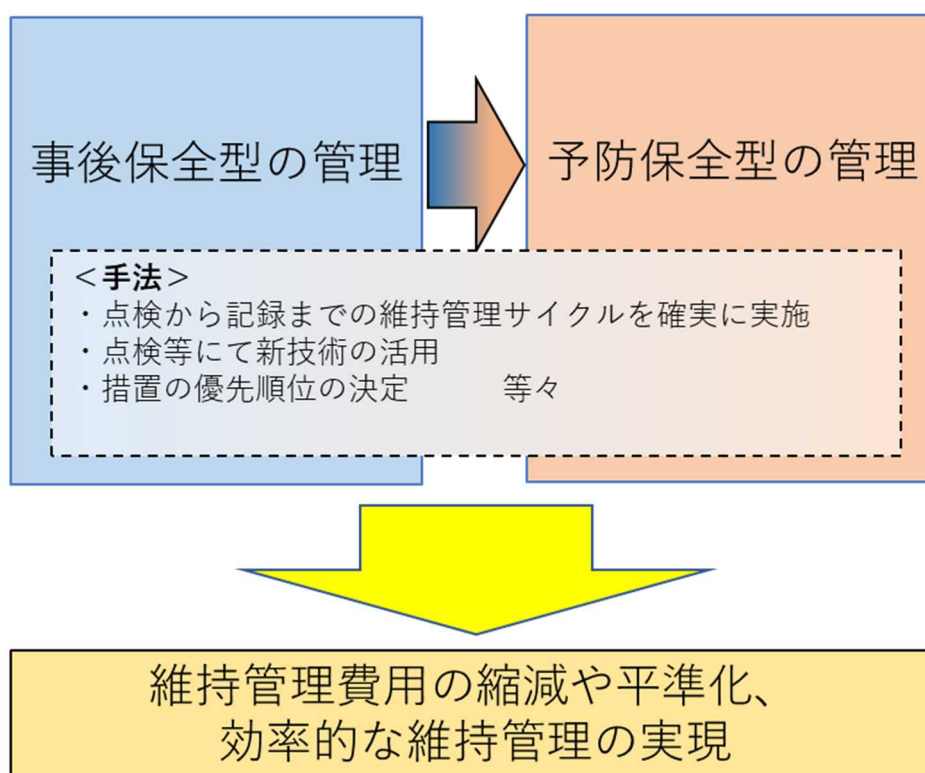 事後保全型の管理
予防保全型の管理
＜手法＞
・点検から記録までの維持管理サイクルを確実に実施
・点検等にて新技術の活用
・措置の優先順位の決定　　　等々
維持管理費用の縮減や平準化、
効率的な維持管理の実現